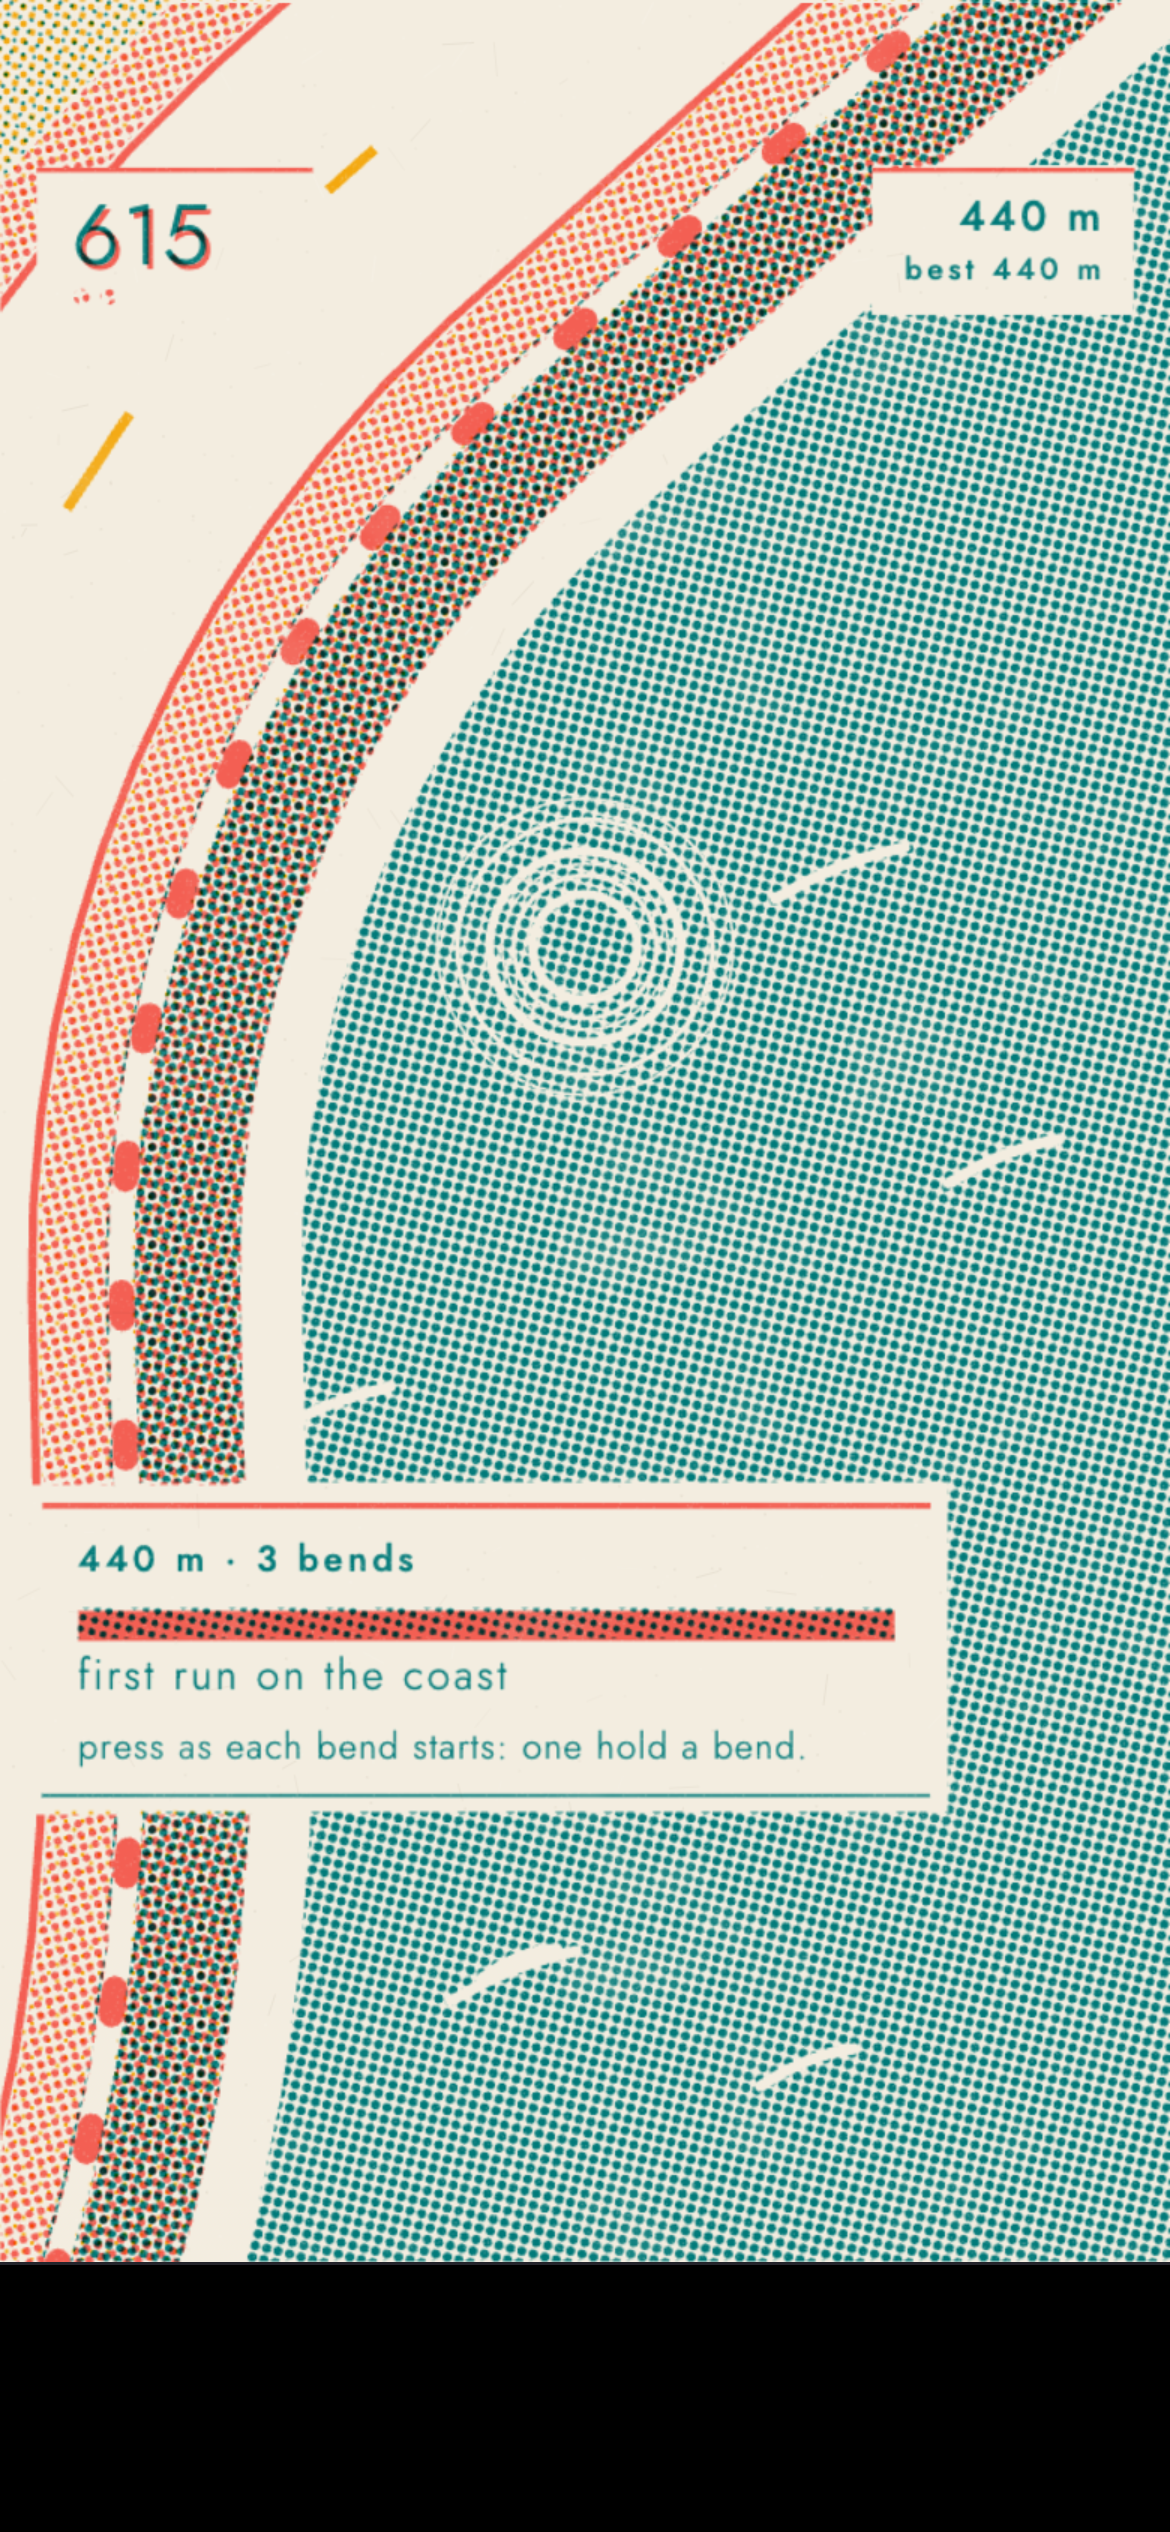 615
440 m
best 440 m
440 m · 3 bends
first run on the coast
press as each bend starts: one hold a bend.